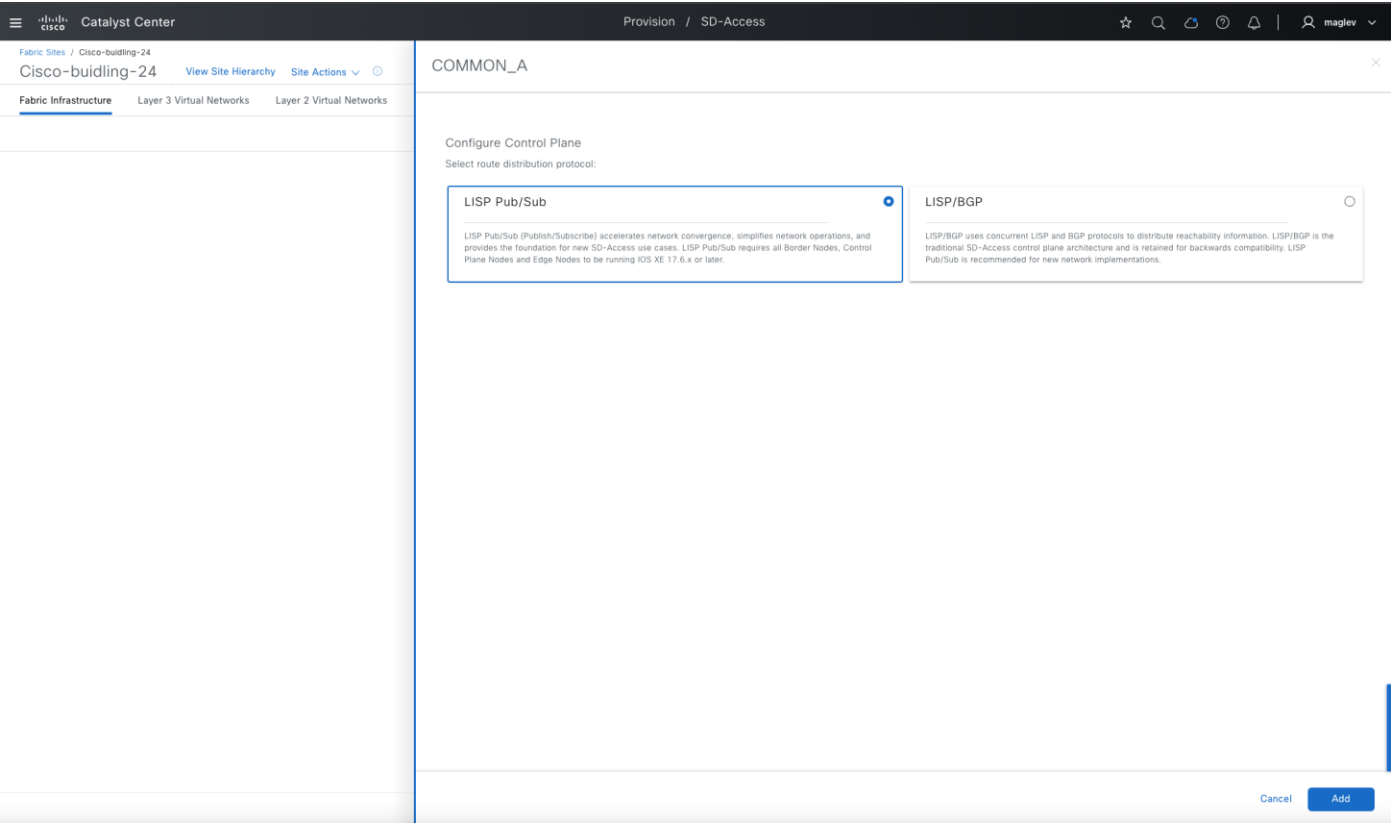 cisco Catalyst Center
Provision / SD-Access
maglev
Fabric Sites / Cisco-buidling-24
Cisco-buidling-24 View Site Hierarchy Site Actions
Fabric Infrastructure Layer 3 Virtual Networks Layer 2 Virtual Networks
COMMON_A
Configure Control Plane
Select route distribution protocol:
LISP Pub/Sub
LISP Pub/Sub (Publish/Subscribe) accelerates network convergence, simplifies network operations, and
provides the foundation for new SD-Access use cases. LISP Pub/Sub requires all Border Nodes, Control
Plane Nodes and Edge Nodes to be running IOS XE 17.6.x or later.
LISP/BGP
LISP/BGP uses concurrent LISP and BGP protocols to distribute reachability information. LISP/BGP is the
traditional SD-Access control plane architecture and is retained for backwards compatibility. LISP
Pub/Sub is recommended for new network implementations.
Cancel Add